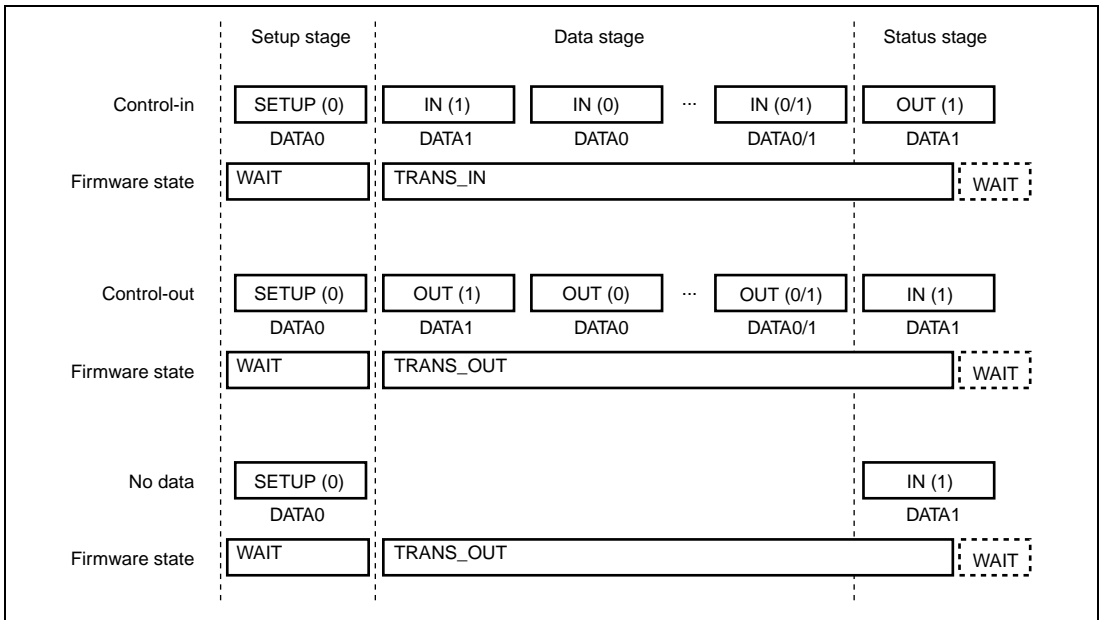 Setup stage Data stage Status stage
Control-in SETUP (0) IN (1) IN (0) ... IN (0/1) OUT (1)
DATA0 DATA1 DATA0 DATA0/1 DATA1
Firmware state WAIT TRANS_IN WAIT
Control-out SETUP (0) OUT (1) OUT (0) ... OUT (0/1) IN (1)
DATA0 DATA1 DATA0 DATA0/1 DATA1
Firmware state WAIT TRANS_OUT WAIT
No data SETUP (0) IN (1)
DATA0 DATA1
Firmware state WAIT TRANS_OUT WAIT